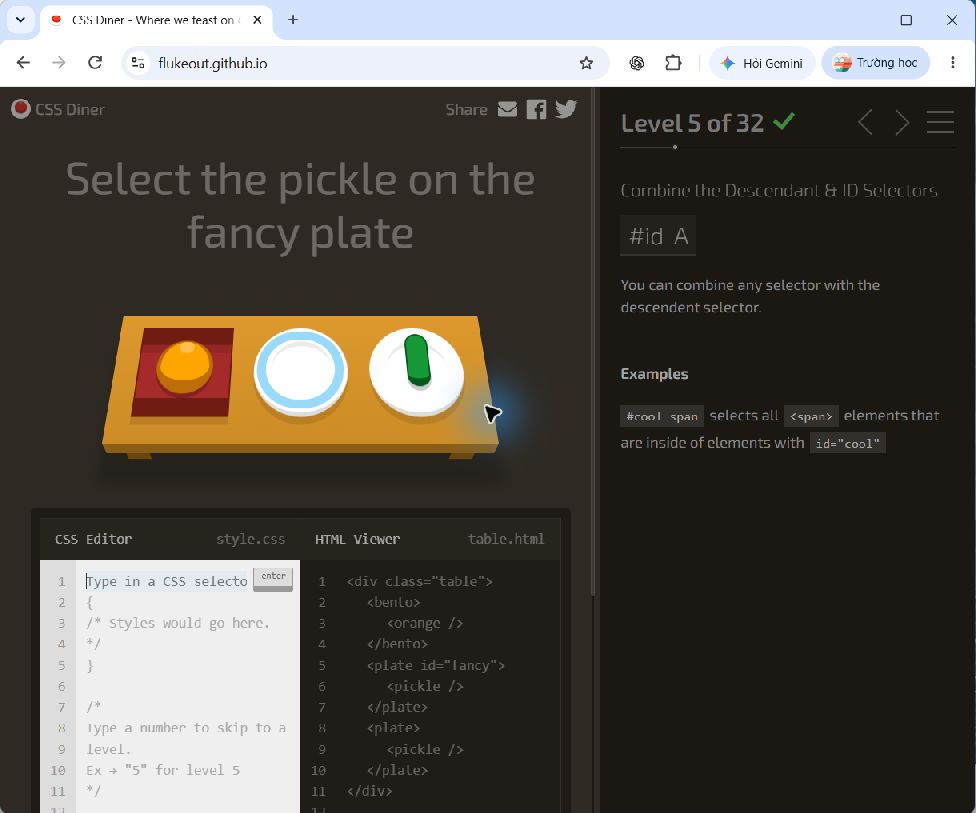 CSS Diner - Where we feast on
flukeout.github.io
Hỏi Gemini
Trường học
CSS Diner
Share
Select the pickle on the
fancy plate
CSS Editor
style.css
HTML Viewer
table.html
1 Type in a CSS selecto
enter
2 {
3 /* Styles would go here.
4 */
5 }
6
7 /*
8 Type a number to skip to a
9 level.
10 Ex → "5" for level 5
11 */
12
1 <div class="table">
2 <bento>
3 <orange />
4 </bento>
5 <plate id="fancy">
6 <pickle />
7 </plate>
8 <plate>
9 <pickle />
10 </plate>
11 </div>
12
Level 5 of 32
Combine the Descendant & ID Selectors
#id A
You can combine any selector with the
descendent selector.
Examples
#cool span selects all <span> elements that
are inside of elements with id="cool"